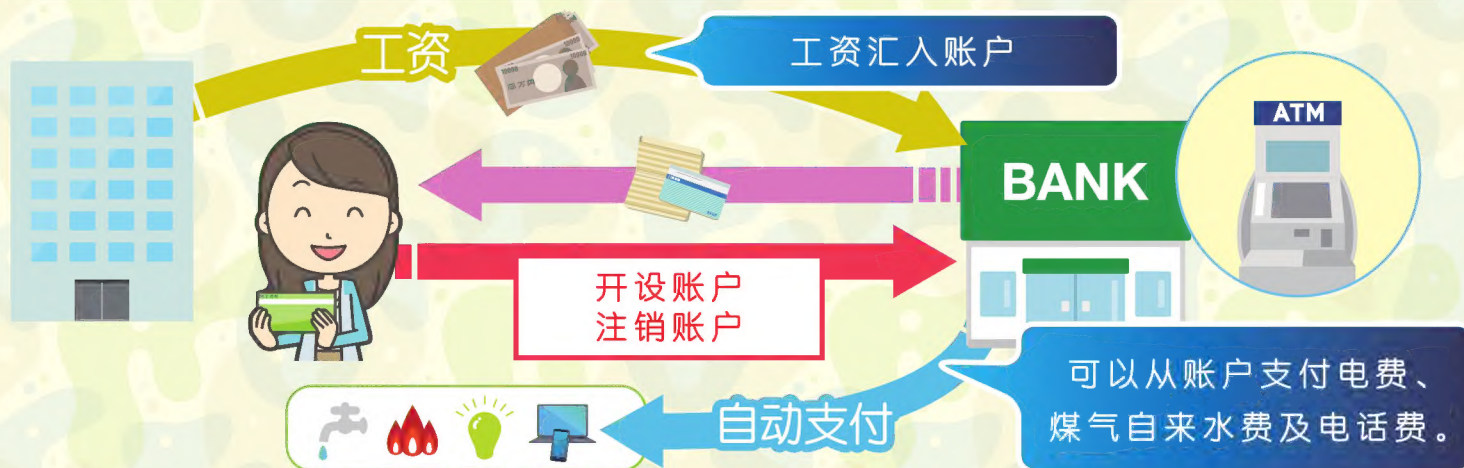 工资
工资汇入账户
ATM
BANK
开设账户
注销账户
自动支付
可以从账户支付电费、
煤气自来水费及电话费。